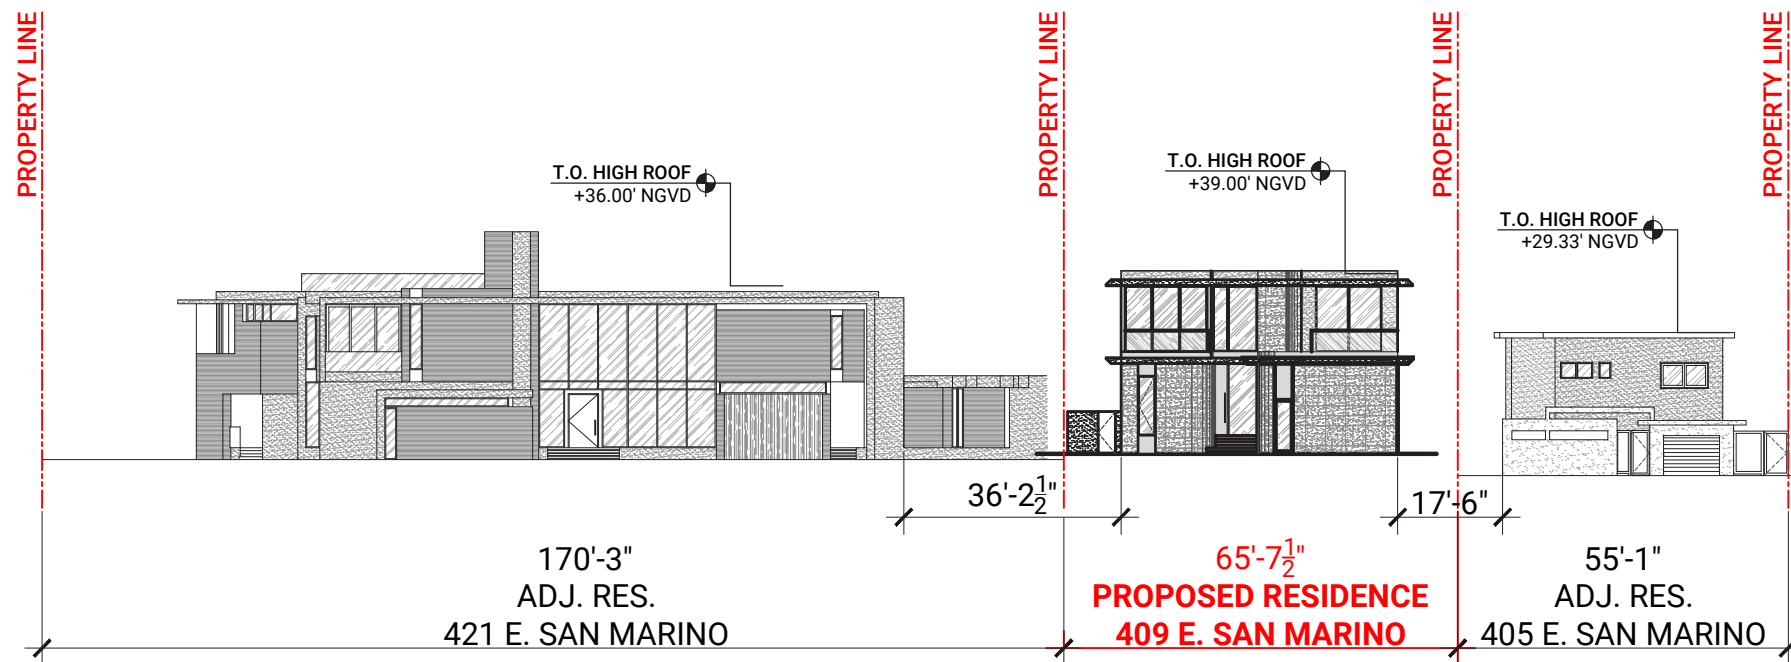 PROPERTY LINE
PROPERTY LINE
PROPERTY LINE
PROPERTY LINE
T.O. HIGH ROOF
+36.00' NGVD
T.O. HIGH ROOF
+39.00' NGVD
T.O. HIGH ROOF
+29.33' NGVD
36'-2½"
17'-6"
170'-3"
ADJ. RES.
421 E. SAN MARINO
65'-7½"
PROPOSED RESIDENCE
409 E. SAN MARINO
55'-1"
ADJ. RES.
405 E. SAN MARINO